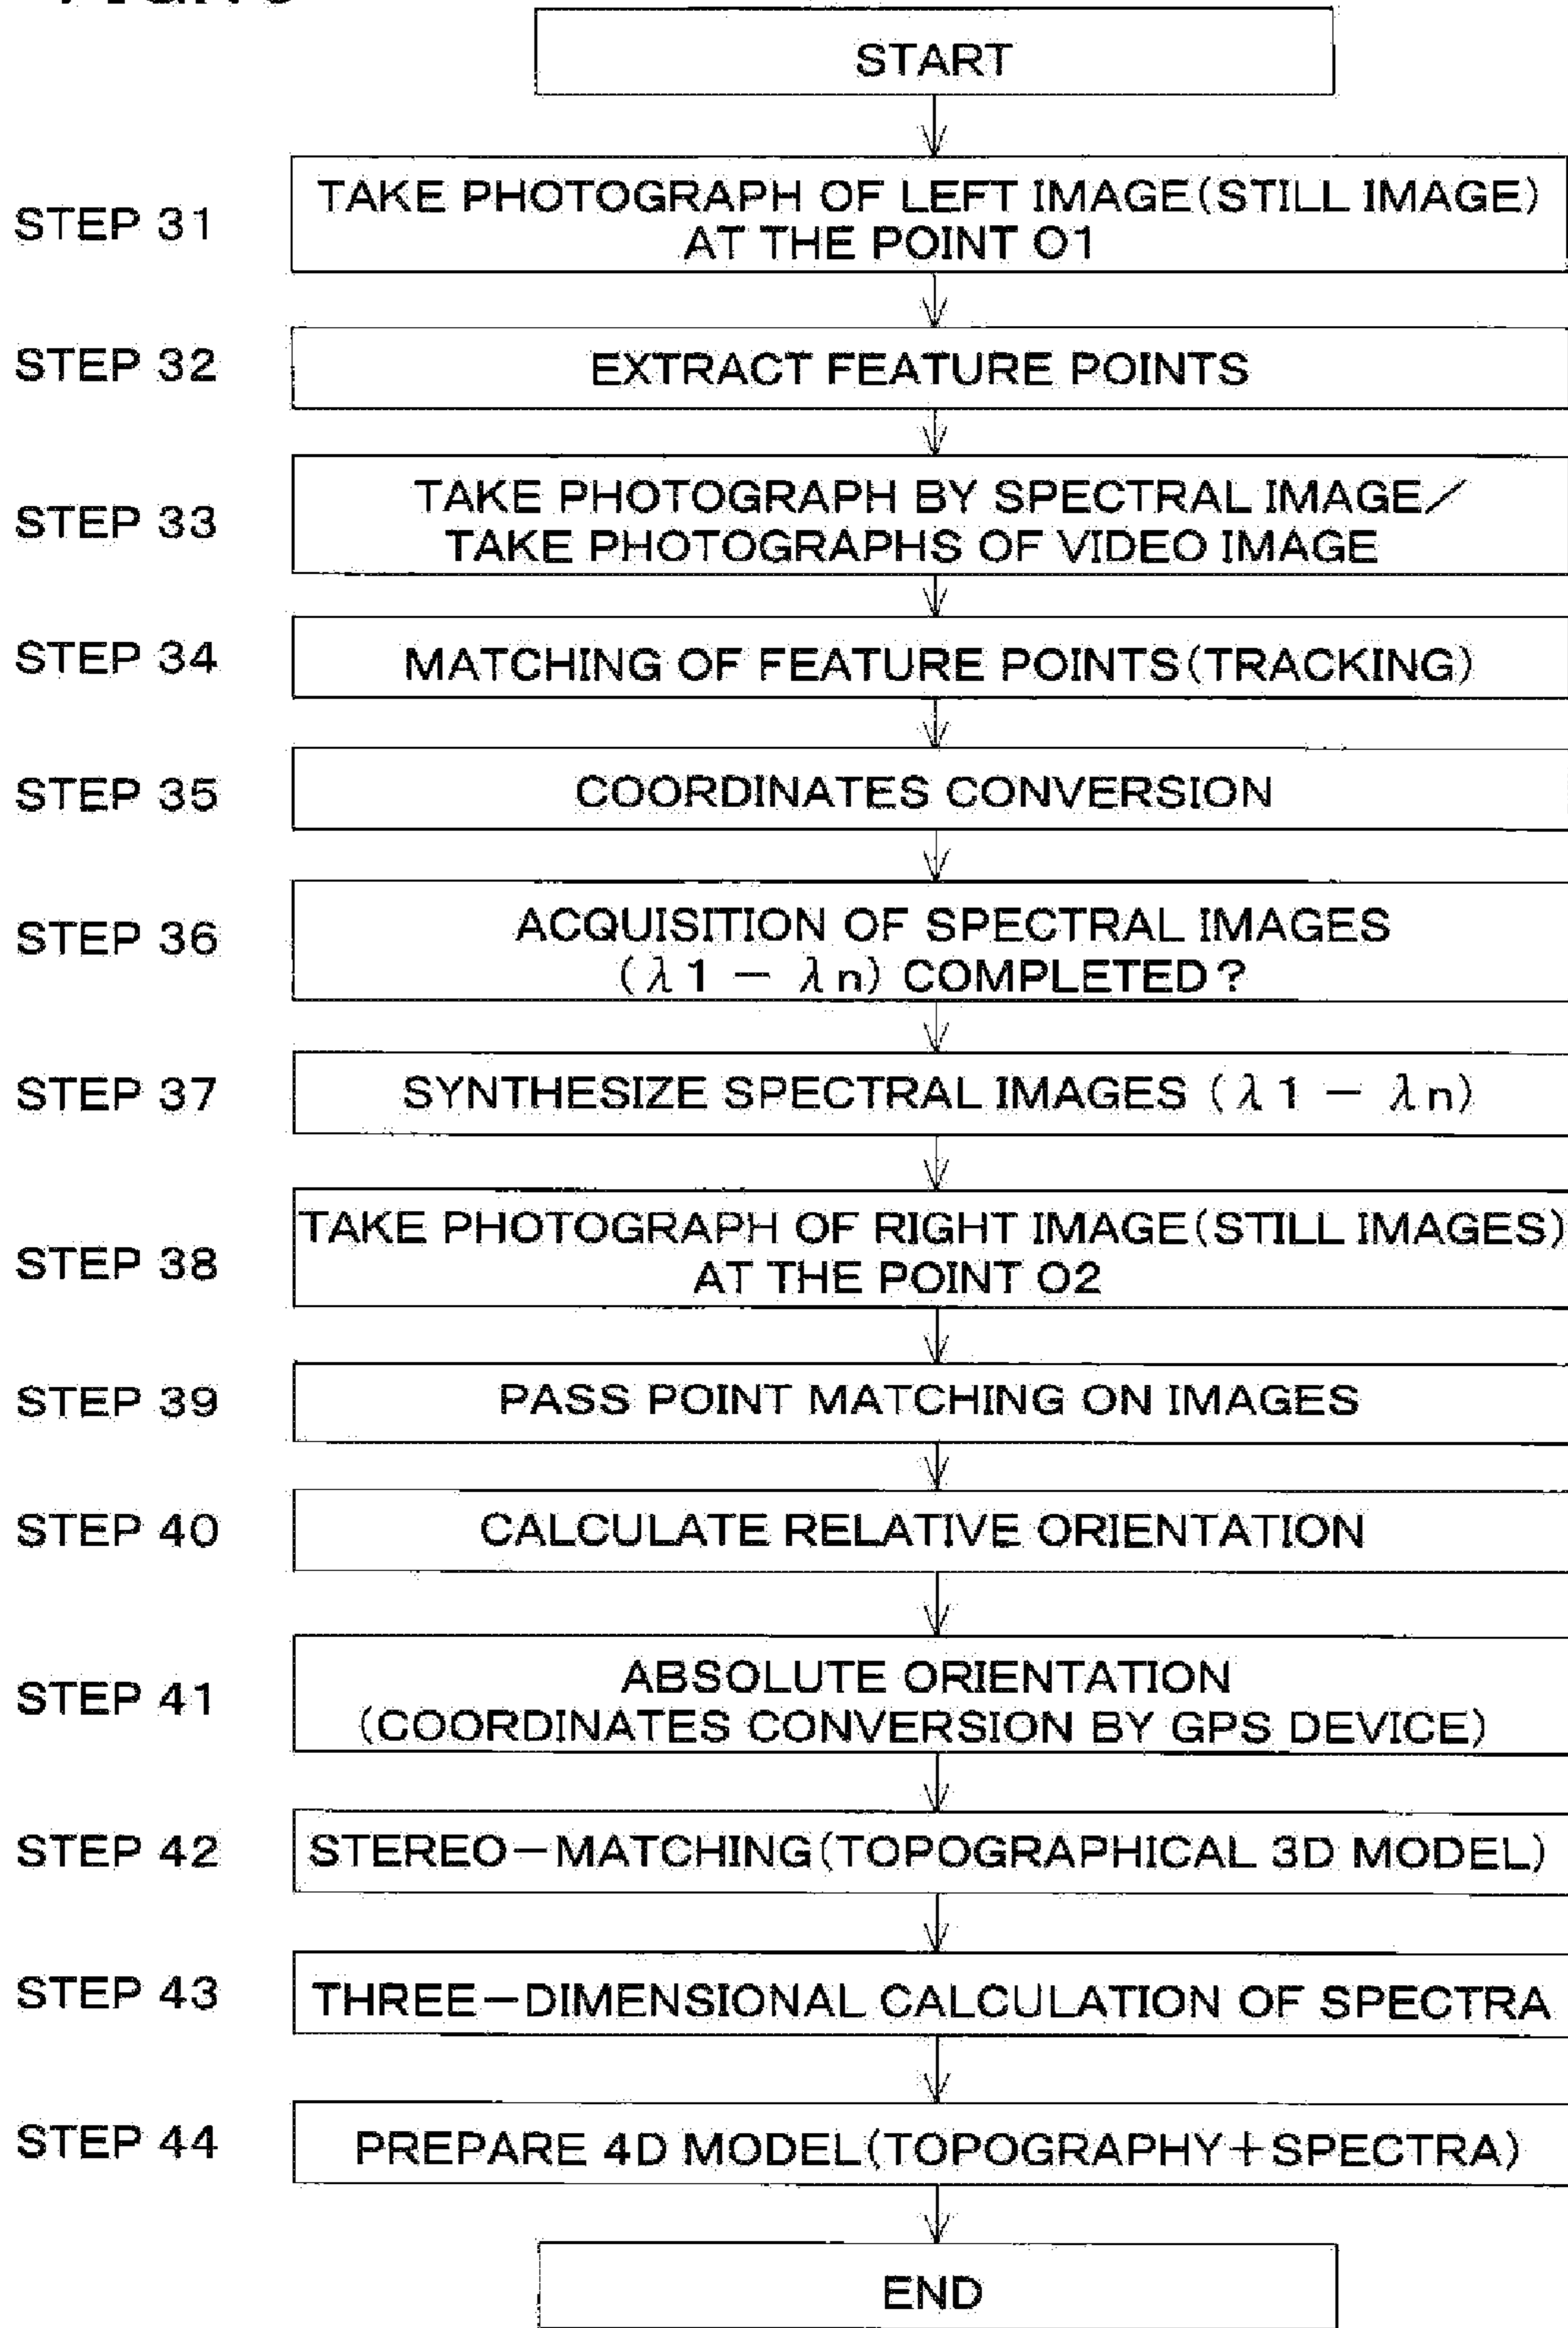 START
STEP 31
TAKE PHOTOGRAPH OF LEFT IMAGE(STILL IMAGE)
AT THE POINT O1
STEP 32
EXTRACT FEATURE POINTS
STEP 33
TAKE PHOTOGRAPH BY SPECTRAL IMAGE/
TAKE PHOTOGRAPHS OF VIDEO IMAGE
STEP 34
MATCHING OF FEATURE POINTS(TRACKING)
STEP 35
COORDINATES CONVERSION
STEP 36
ACQUISITION OF SPECTRAL IMAGES
(λ1 − λn) COMPLETED?
STEP 37
SYNTHESIZE SPECTRAL IMAGES (λ1 − λn)
STEP 38
TAKE PHOTOGRAPH OF RIGHT IMAGE(STILL IMAGES)
AT THE POINT O2
STEP 39
PASS POINT MATCHING ON IMAGES
STEP 40
CALCULATE RELATIVE ORIENTATION
STEP 41
ABSOLUTE ORIENTATION
(COORDINATES CONVERSION BY GPS DEVICE)
STEP 42
STEREO−MATCHING(TOPOGRAPHICAL 3D MODEL)
STEP 43
THREE−DIMENSIONAL CALCULATION OF SPECTRA
STEP 44
PREPARE 4D MODEL(TOPOGRAPHY+SPECTRA)
END